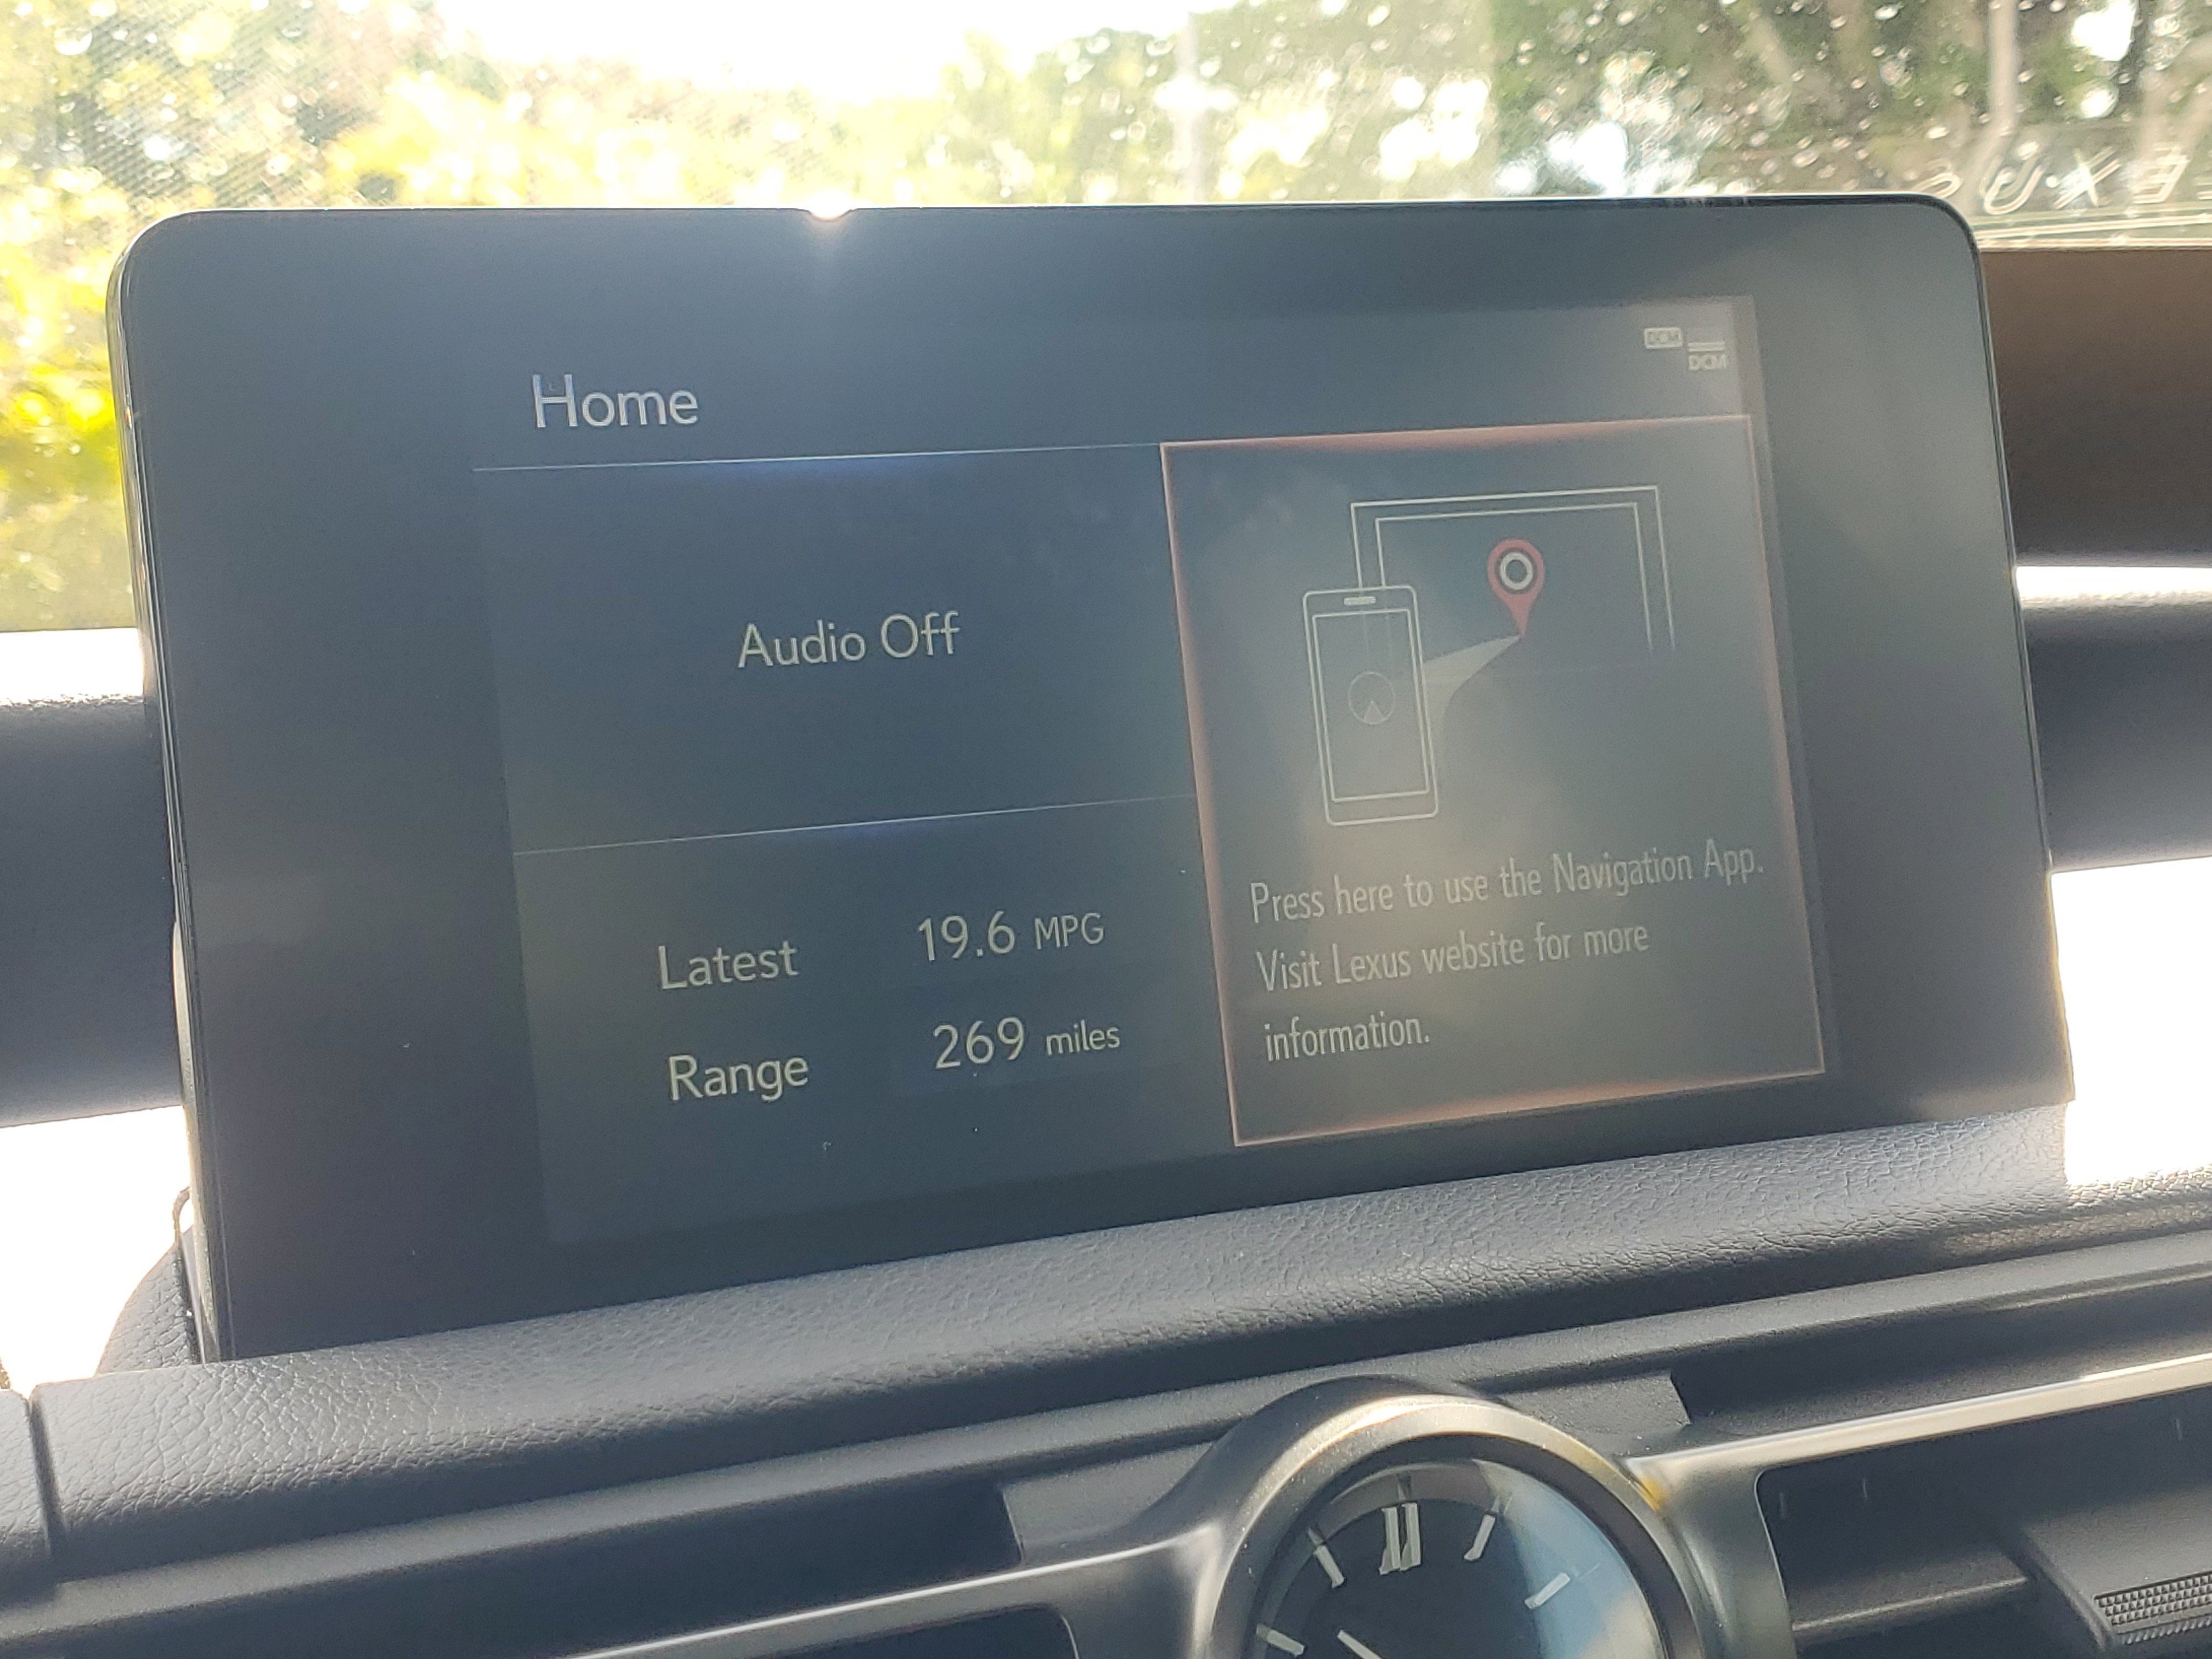 DCM
DCM
Home
Audio Off
Latest 19.6 MPG
Range 269 miles
Press here to use the Navigation App.
Visit Lexus website for more
information.